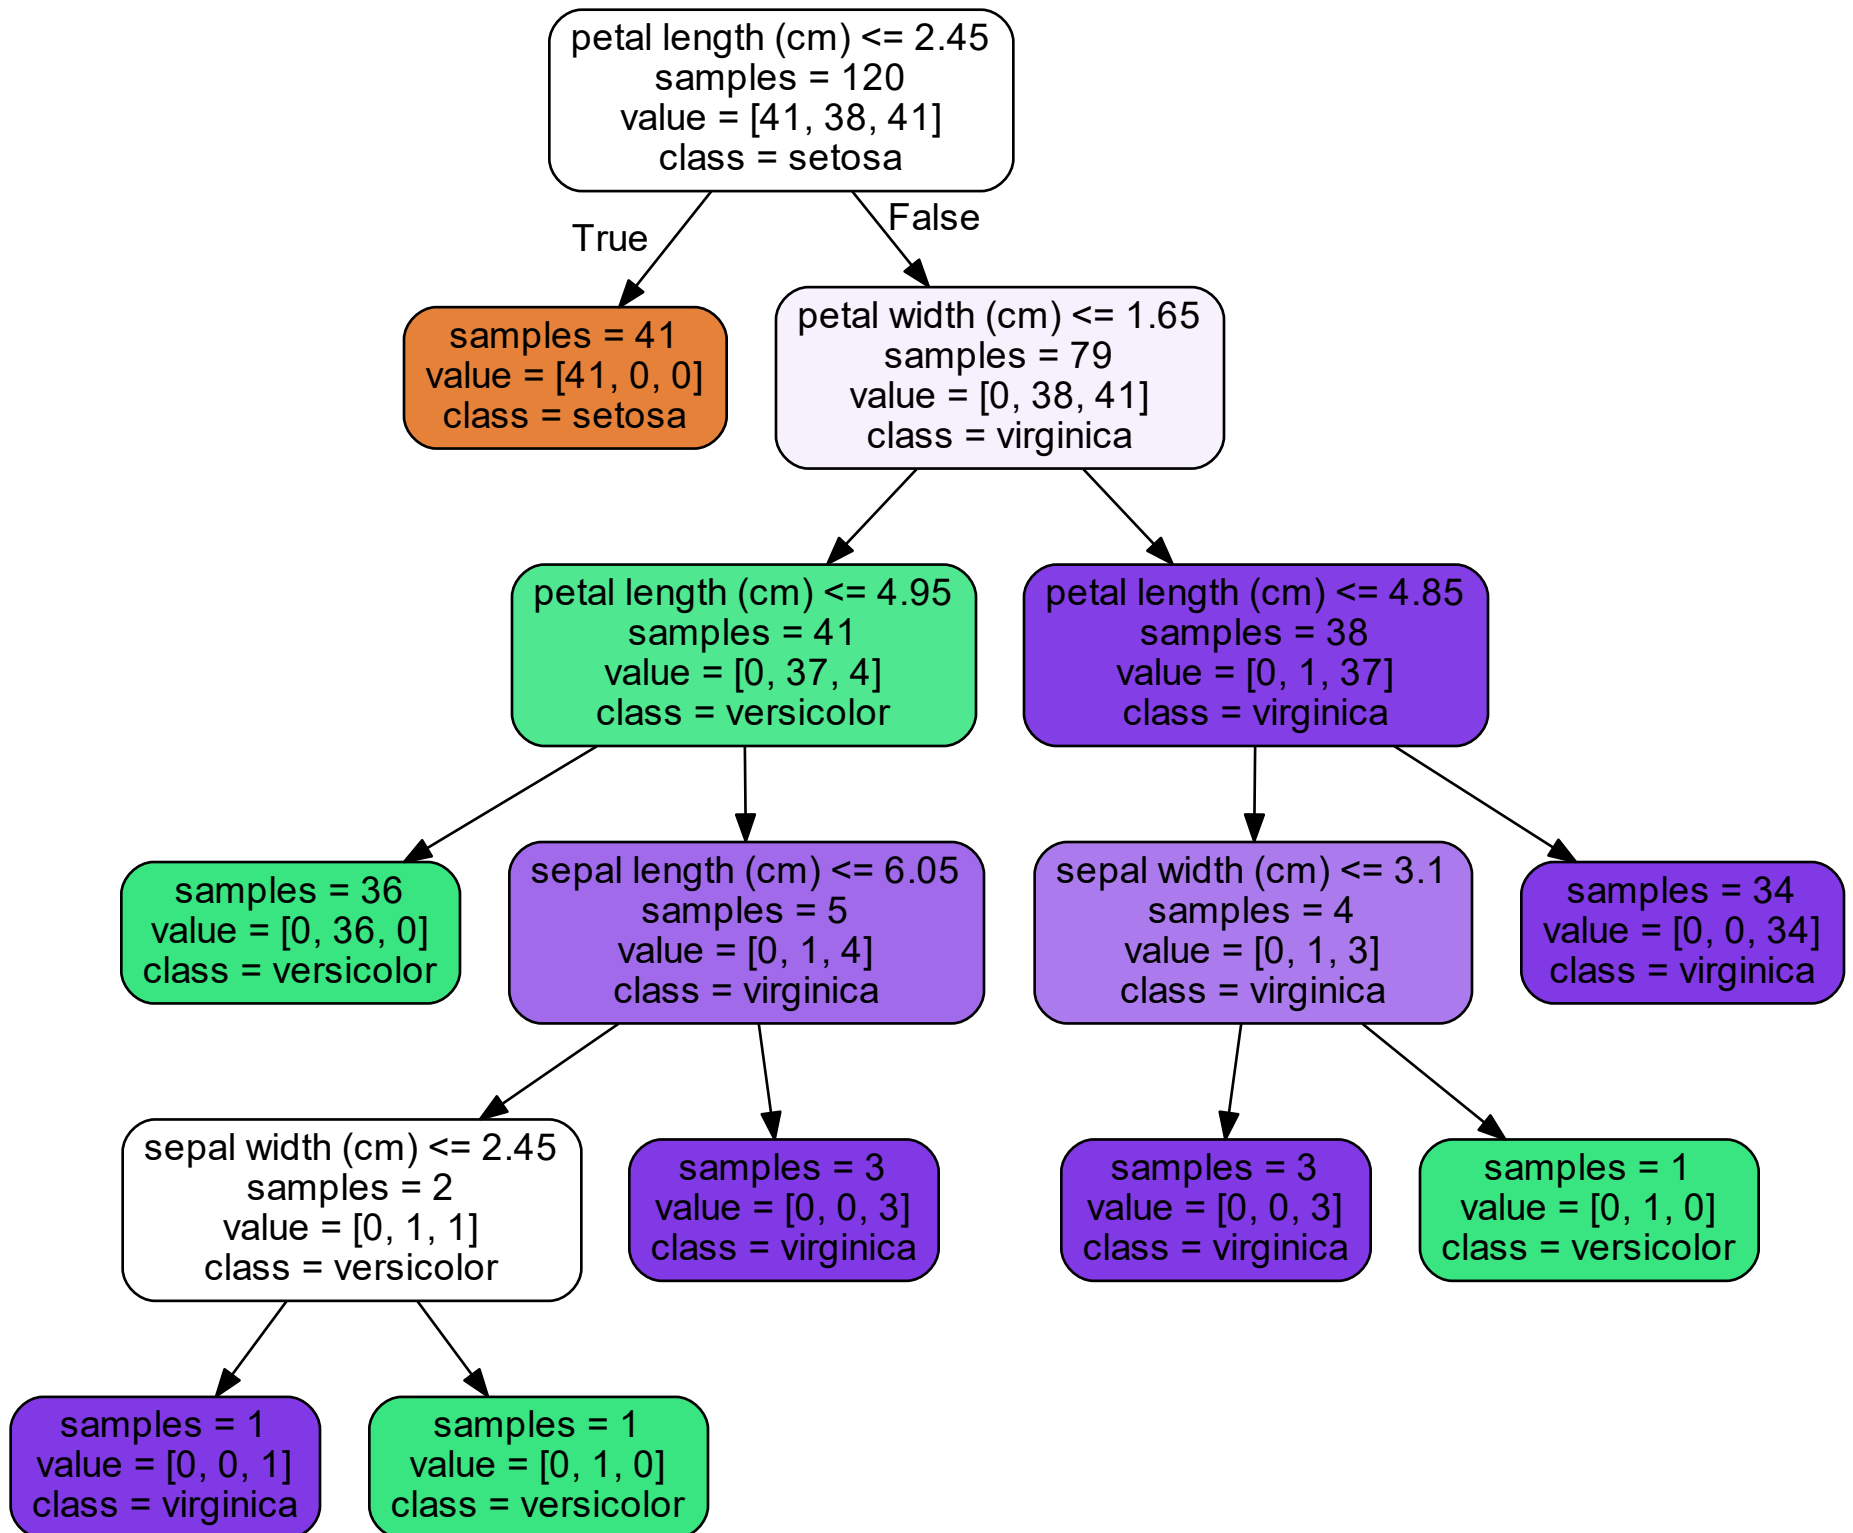 petal length (cm) <= 2.45
samples = 120
value = [41, 38, 41]
class = setosa
True
False
samples = 41
value = [41, 0, 0]
class = setosa
petal width (cm) <= 1.65
samples = 79
value = [0, 38, 41]
class = virginica
petal length (cm) <= 4.95
samples = 41
value = [0, 37, 4]
class = versicolor
petal length (cm) <= 4.85
samples = 38
value = [0, 1, 37]
class = virginica
samples = 36
value = [0, 36, 0]
class = versicolor
sepal length (cm) <= 6.05
samples = 5
value = [0, 1, 4]
class = virginica
sepal width (cm) <= 3.1
samples = 4
value = [0, 1, 3]
class = virginica
samples = 34
value = [0, 0, 34]
class = virginica
sepal width (cm) <= 2.45
samples = 2
value = [0, 1, 1]
class = versicolor
samples = 3
value = [0, 0, 3]
class = virginica
samples = 3
value = [0, 0, 3]
class = virginica
samples = 1
value = [0, 1, 0]
class = versicolor
samples = 1
value = [0, 0, 1]
class = virginica
samples = 1
value = [0, 1, 0]
class = versicolor